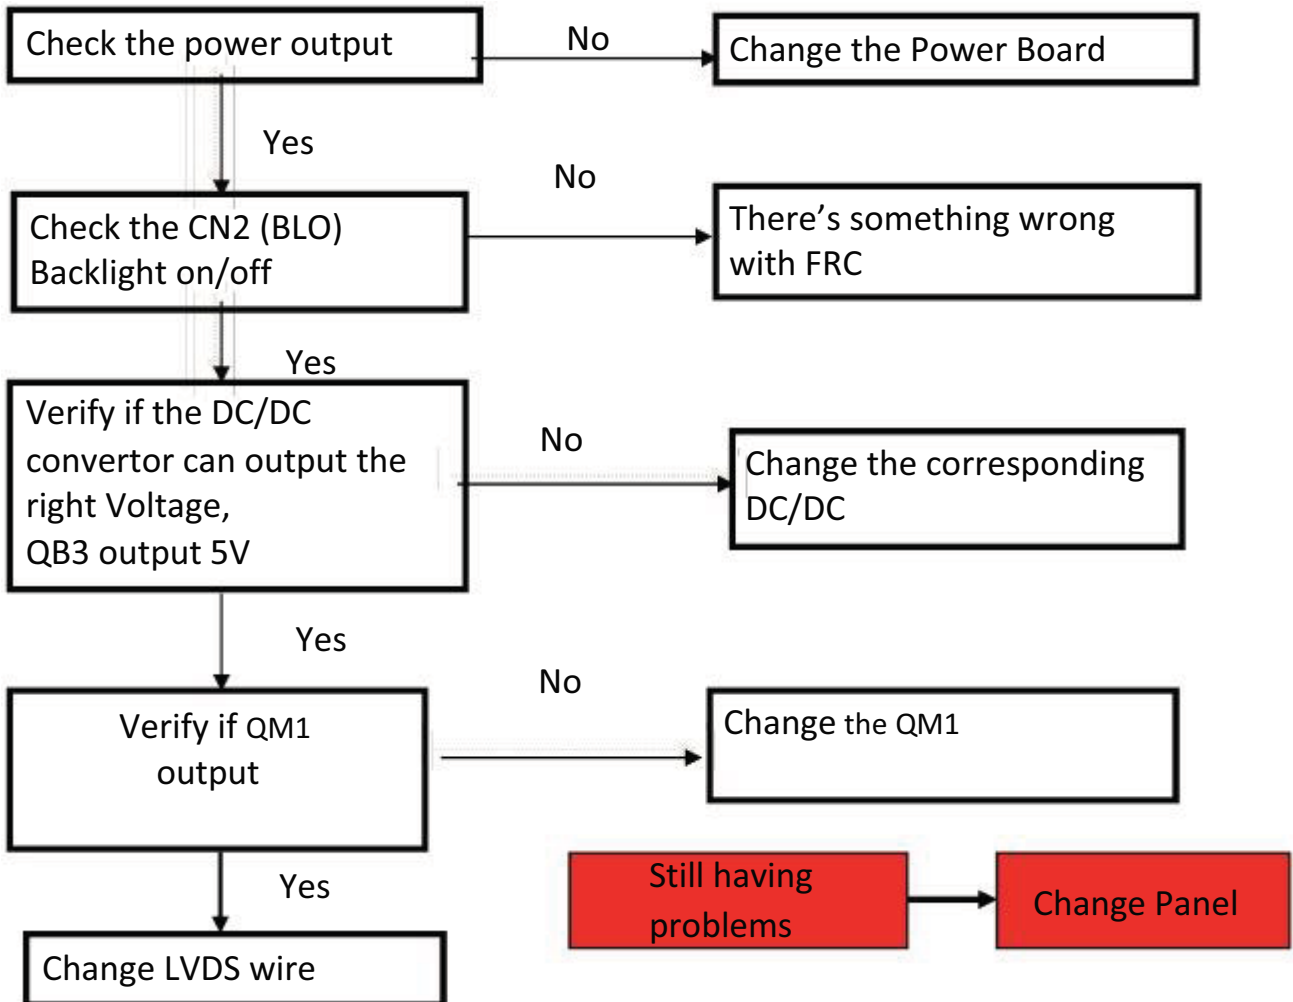 Check the power output
No
Change the Power Board
Yes
No
Check the CN2 (BLO)
Backlight on/off
There’s something wrong
with FRC
Yes
Verify if the DC/DC
convertor can output the
right Voltage,
QB3 output 5V
No
Change the corresponding
DC/DC
Yes
No
Verify if QM1
output
Change the QM1
Yes
Still having
problems
Change Panel
Change LVDS wire